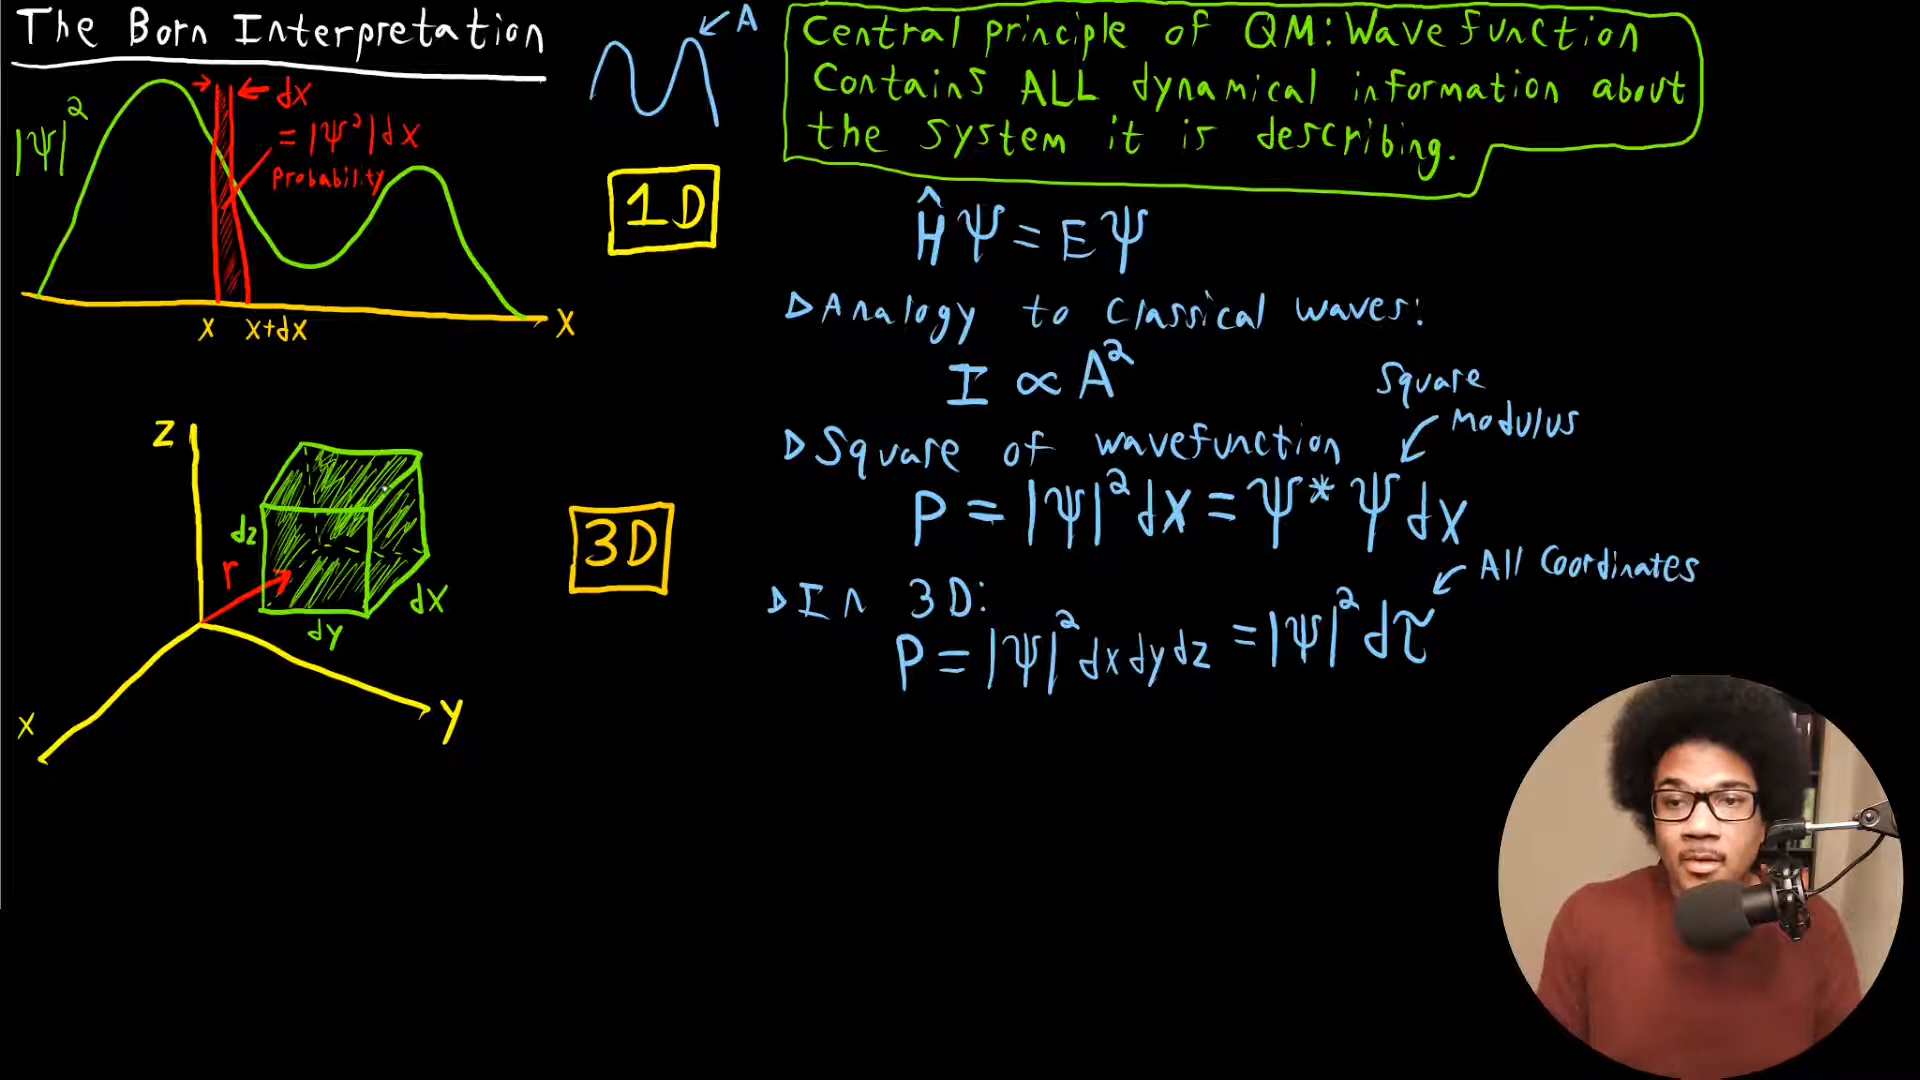 The Born Interpretation
|Ψ|²
dx
= |Ψ²|dx
Probability
x x+dx x
A
1D
Central principle of QM: Wavefunction
Contains ALL dynamical information about
the system it is describing.
ĤΨ = EΨ
▷ Analogy to Classical waves:
I ∝ A²
Square
modulus
▷ Square of wavefunction
P = |Ψ|²dx = Ψ*Ψdx
All Coordinates
▷ In 3D:
P = |Ψ|²dxdydz = |Ψ|²dτ
z
dz
r
dx
dy
x
y
3D